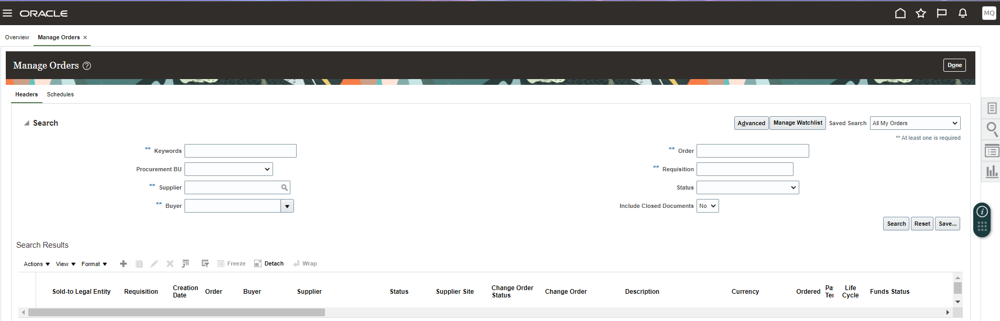 ORACLE
MQ
Overview Manage Orders ×
Manage Orders ?
Done
Headers Schedules
Search
Advanced Manage Watchlist Saved Search All My Orders
** At least one is required
** Keywords
** Order
Procurement BU
** Requisition
** Supplier
Status
** Buyer
Include Closed Documents No
Search Reset Save...
Search Results
Actions View Format Freeze Detach Wrap
Sold-to Legal Entity Requisition Creation Date Order Buyer Supplier Status Supplier Site Change Order Status Change Order Description Currency Ordered Life Cycle Funds Status